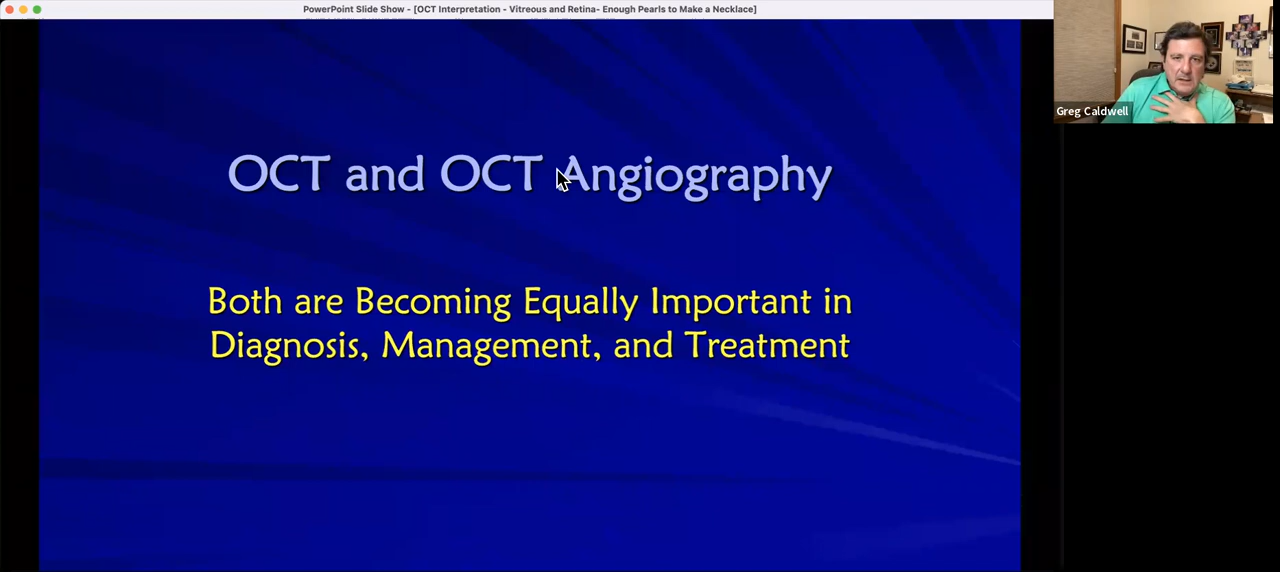 PowerPoint Slide Show - [OCT Interpretation - Vitreous and Retina- Enough Pearls to Make a Necklace]
Greg Caldwell
OCT and OCT Angiography
Both are Becoming Equally Important in
Diagnosis, Management, and Treatment